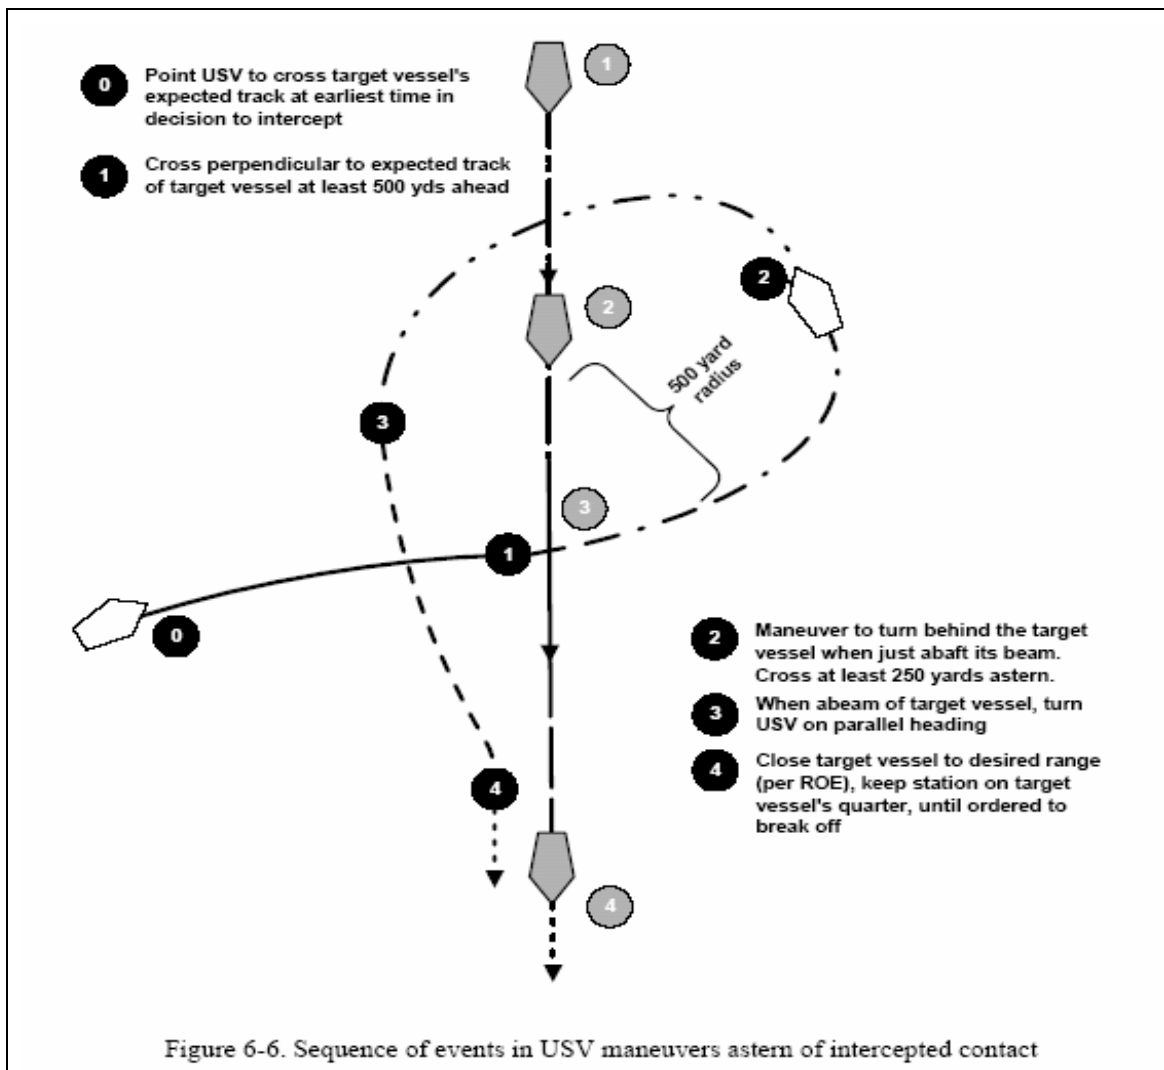 0
Point USV to cross target vessel's
expected track at earliest time in
decision to intercept
1
Cross perpendicular to expected track
of target vessel at least 500 yds ahead
1
2
2
500 yard
radius
3
3
1
0
2
Maneuver to turn behind the target
vessel when just abaft its beam.
Cross at least 250 yards astern.
3
When abeam of target vessel, turn
USV on parallel heading
4
Close target vessel to desired range
(per ROE), keep station on target
vessel's quarter, until ordered to
break off
4
4
Figure 6-6. Sequence of events in USV maneuvers astern of intercepted contact